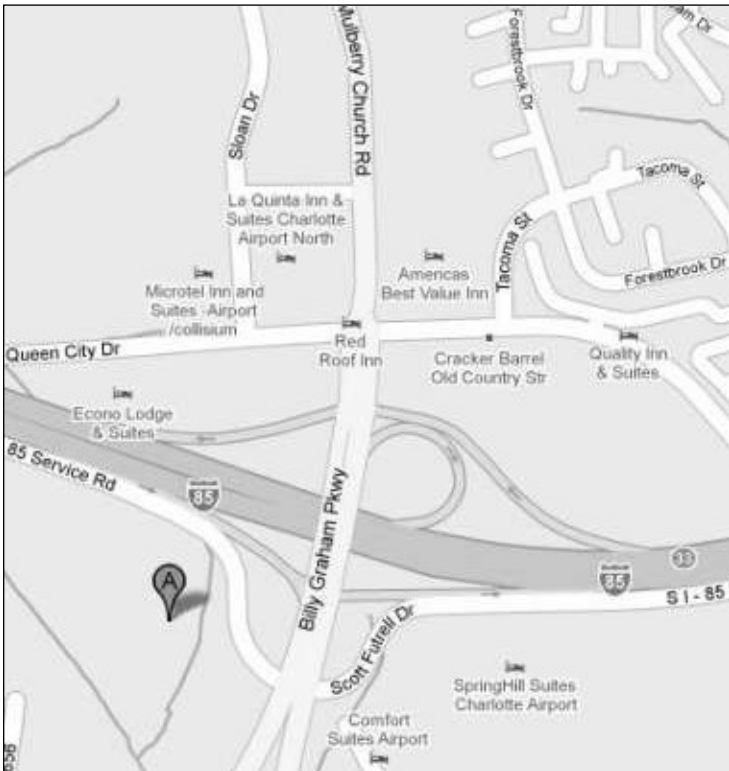 Mulberry Church Rd
Forestbrook Dr
Sloan Dr
La Quinta Inn &
Suites Charlotte
Airport North
Tacoma St
Tacoma St
Forestbrook Dr
Microtel Inn and
Suites -Airport
/collisium
Americas
Best Value Inn
Queen City Dr
Red
Roof Inn
Cracker Barrel
Old Country Str
Quality Inn
& Suites
Econo Lodge
& Suites
85 Service Rd
85
Billy Graham Pkwy
33
85
S I - 85
A
Scott Futrell Dr
SpringHill Suites
Charlotte Airport
Comfort
Suites Airport